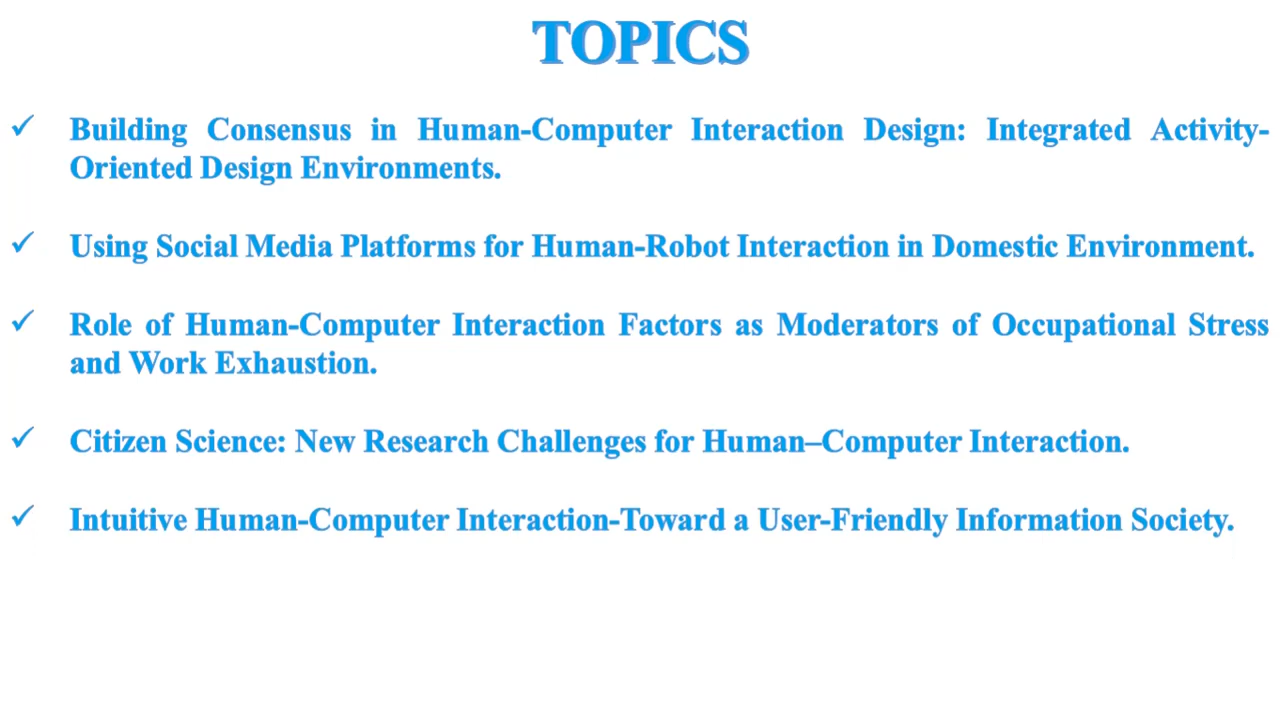 TOPICS
✓ Building Consensus in Human-Computer Interaction Design: Integrated Activity-
Oriented Design Environments.
✓ Using Social Media Platforms for Human-Robot Interaction in Domestic Environment.
✓ Role of Human-Computer Interaction Factors as Moderators of Occupational Stress
and Work Exhaustion.
✓ Citizen Science: New Research Challenges for Human–Computer Interaction.
✓ Intuitive Human-Computer Interaction-Toward a User-Friendly Information Society.